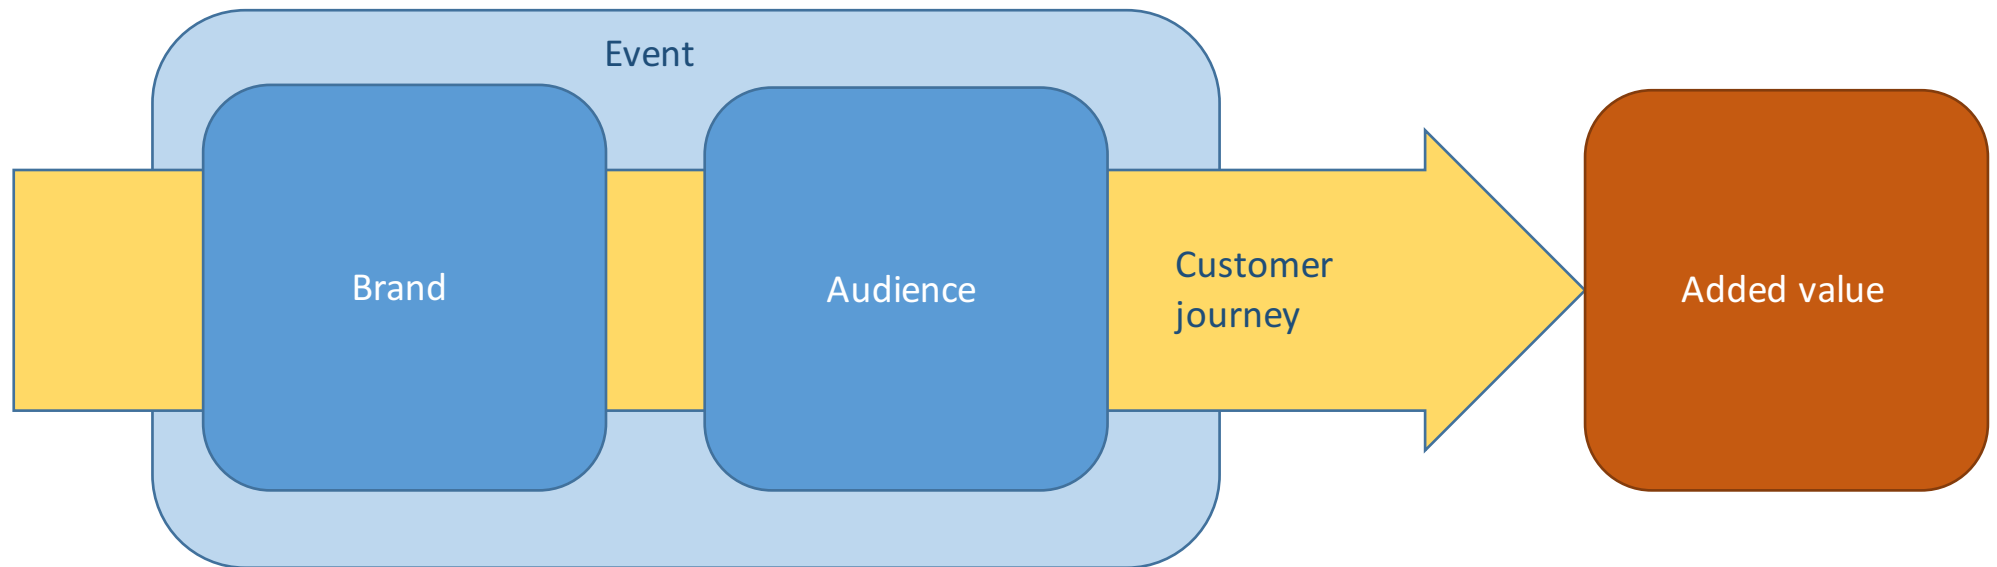 Event
Brand
Audience
Customer
journey
Added value